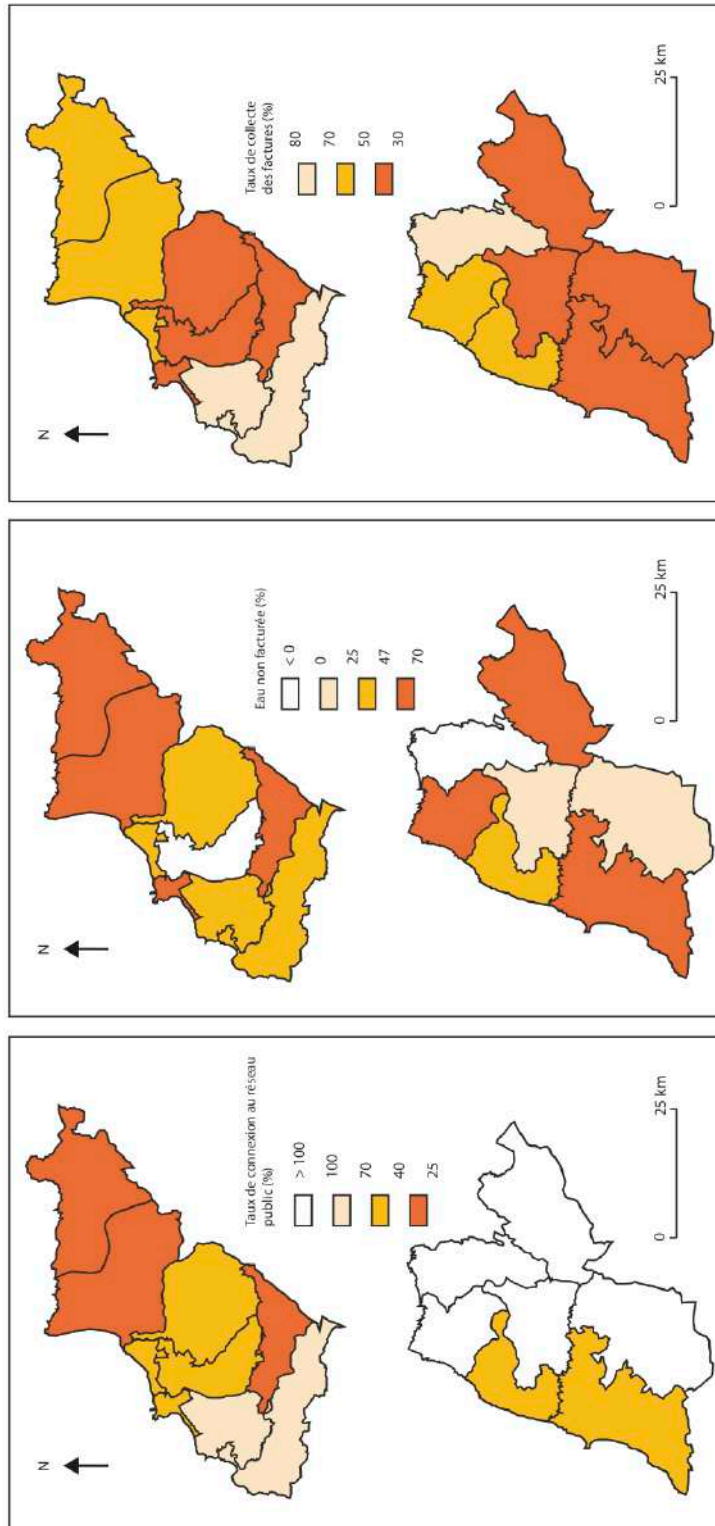 N
Taux de connexion au réseau
public (%)
> 100
100
70
40
25
0 25 km
N
Eau non facturée (%)
< 0
0
25
47
70
0 25 km
N
Taux de collecte
des factures (%)
80
70
50
30
0 25 km